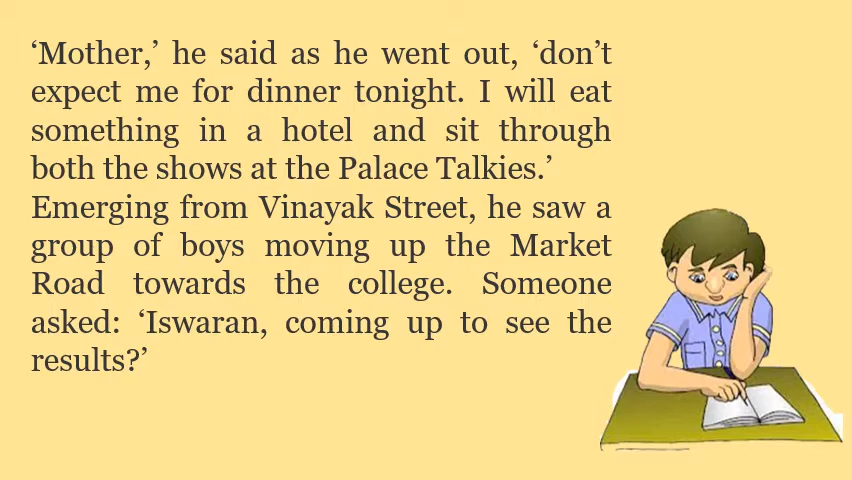 ‘Mother,’ he said as he went out, ‘don’t
expect me for dinner tonight. I will eat
something in a hotel and sit through
both the shows at the Palace Talkies.’
Emerging from Vinayak Street, he saw a
group of boys moving up the Market
Road towards the college. Someone
asked: ‘Iswaran, coming up to see the
results?’